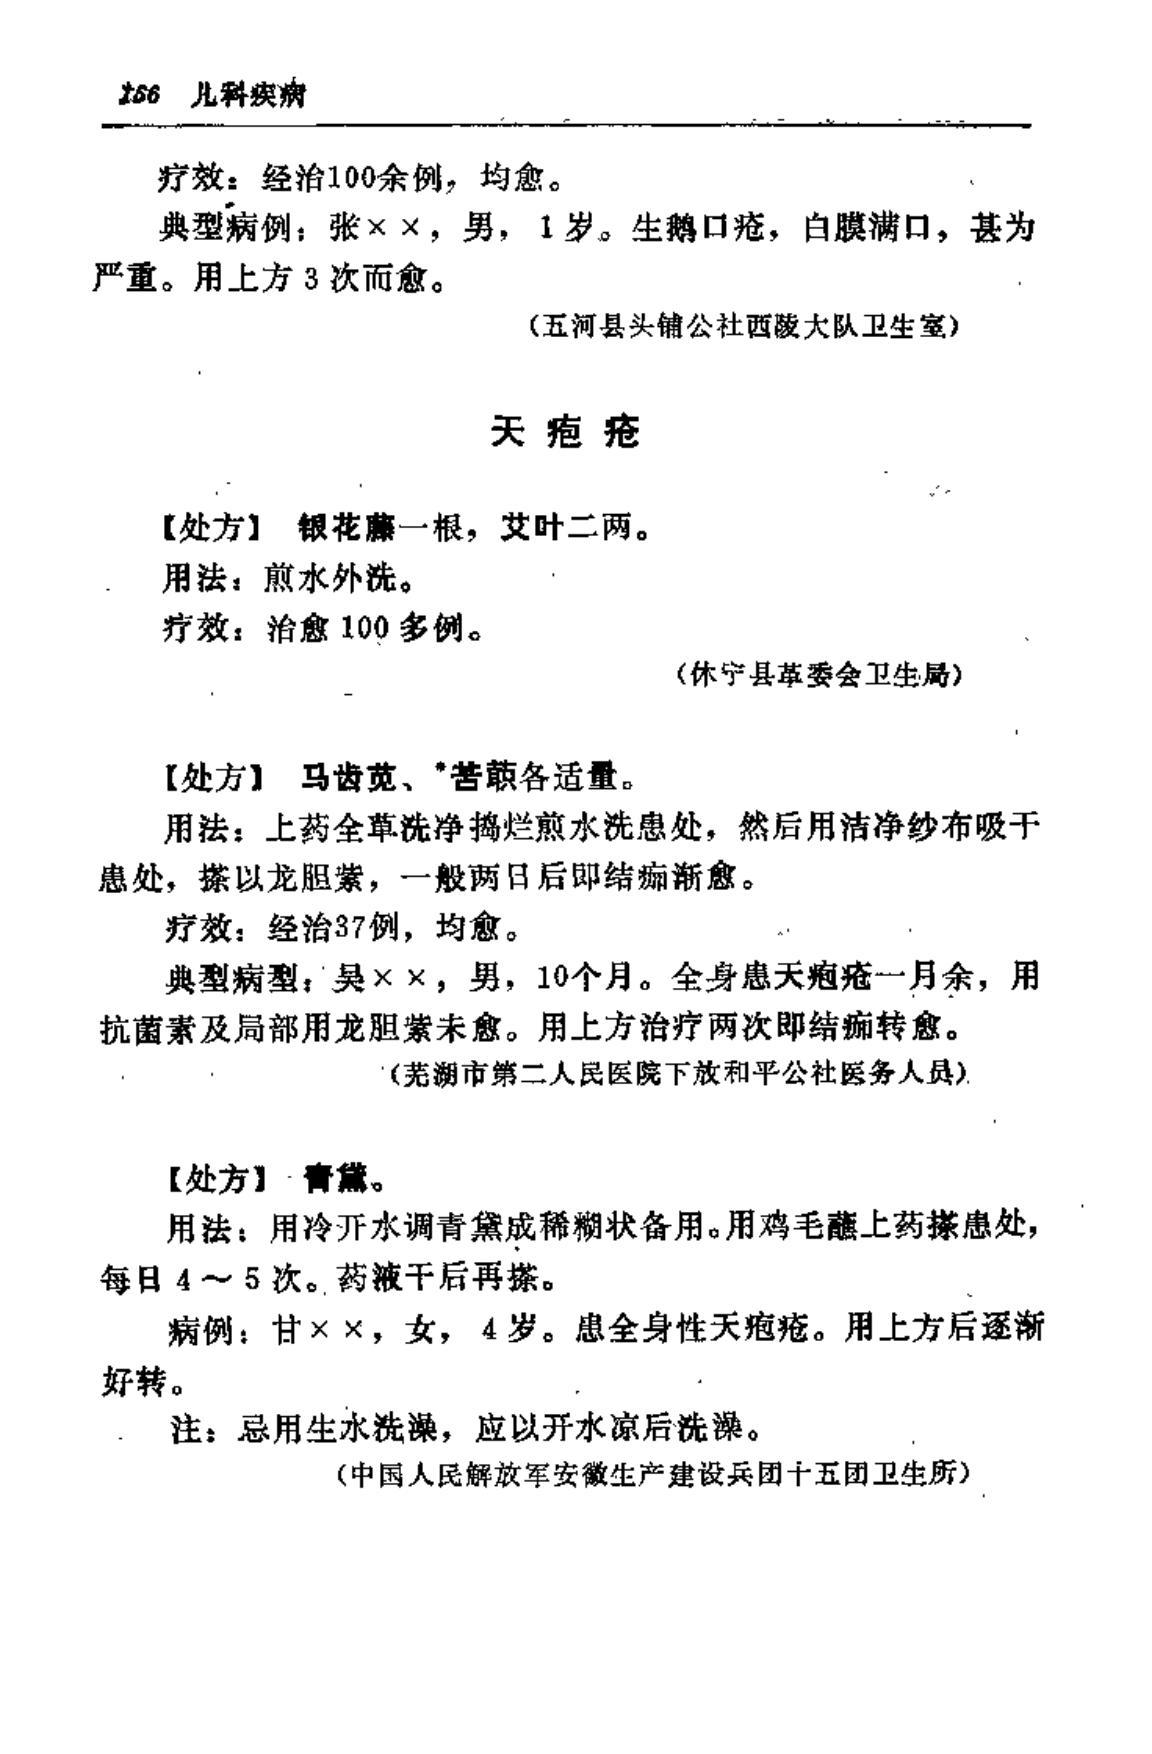 156 儿科疾病
疗效：经治100余例，均愈。
典型病例：张××，男，1岁。生鹅口疮，白膜满口，甚为
严重。用上方3次而愈。
（五河县头铺公社西陵大队卫生室）
天疱疮
【处方】 银花藤一根，艾叶二两。
用法：煎水外洗。
疗效：治愈100多例。
（休宁县革委会卫生局）
【处方】 马齿苋、*苦蘵各适量。
用法：上药全草洗净捣烂煎水洗患处，然后用洁净纱布吸干
患处，搽以龙胆紫，一般两日后即结痂渐愈。
疗效：经治37例，均愈。
典型病型：吴××，男，10个月。全身患天疱疮一月余，用
抗菌素及局部用龙胆紫未愈。用上方治疗两次即结痂转愈。
（芜湖市第二人民医院下放和平公社医务人员）
【处方】 青黛。
用法：用冷开水调青黛成稀糊状备用。用鸡毛蘸上药搽患处，
每日4～5次。药液干后再搽。
病例：甘××，女，4岁。患全身性天疱疮。用上方后逐渐
好转。
注：忌用生水洗澡，应以开水凉后洗澡。
（中国人民解放军安徽生产建设兵团十五团卫生所）